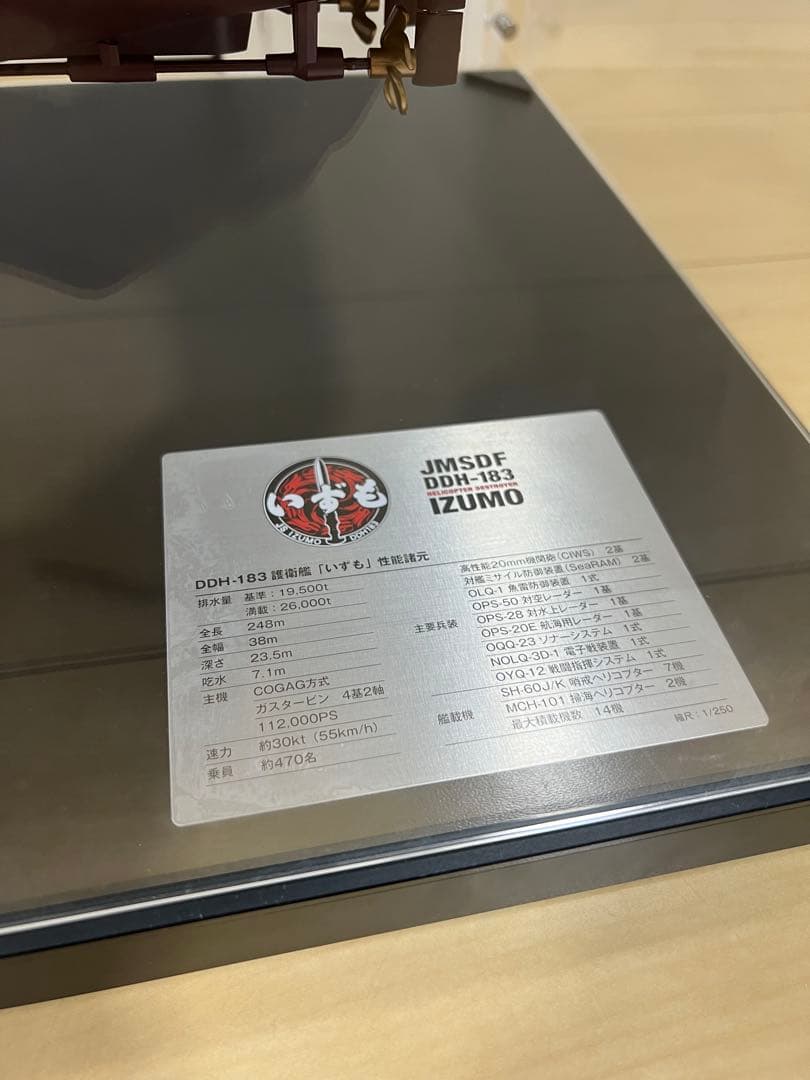 いずも
JS IZUMO DDH183
JMSDF
DDH-183
HELICOPTER DESTROYER
IZUMO
DDH-183 護衛艦「いずも」性能諸元
排水量 基準：19,500t
満載：26,000t
全長 248m
全幅 38m
深さ 23.5m
吃水 7.1m
主機 COGAG方式
ガスタービン 4基2軸
112,000PS
速力 約30kt（55km/h）
乗員 約470名
主要兵装
高性能20mm機関砲（CIWS） 2基
対艦ミサイル防御装置（SeaRAM） 2基
OLQ-1 魚雷防御装置 1式
OPS-50 対空レーダー 1基
OPS-28 対水上レーダー 1基
OPS-20E 航海用レーダー 1基
OQQ-23 ソナーシステム 1式
NOLQ-3D-1 電子戦装置 1式
OYQ-12 戦闘指揮システム 1式
艦載機
SH-60J/K 哨戒ヘリコプター 7機
MCH-101 掃海ヘリコプター 2機
最大積載機数 14機
縮尺：1/250